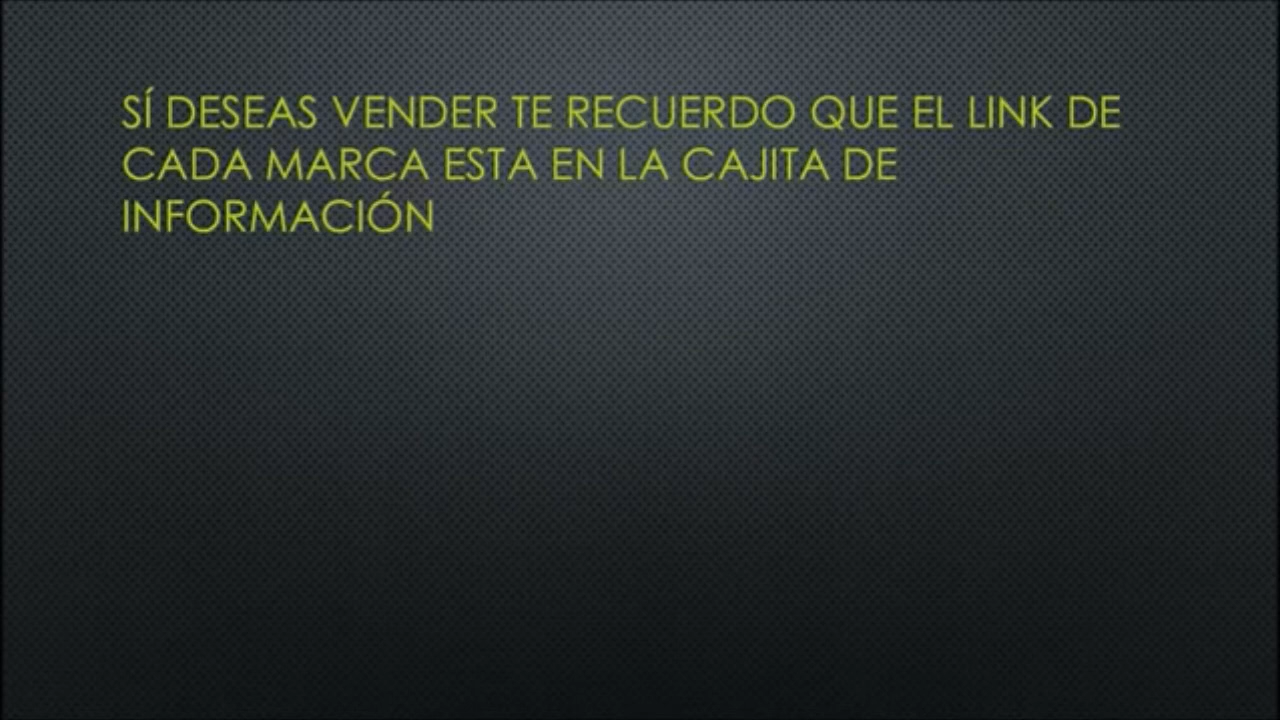 SÍ DESEAS VENDER TE RECUERDO QUE EL LINK DE
CADA MARCA ESTA EN LA CAJITA DE
INFORMACIÓN